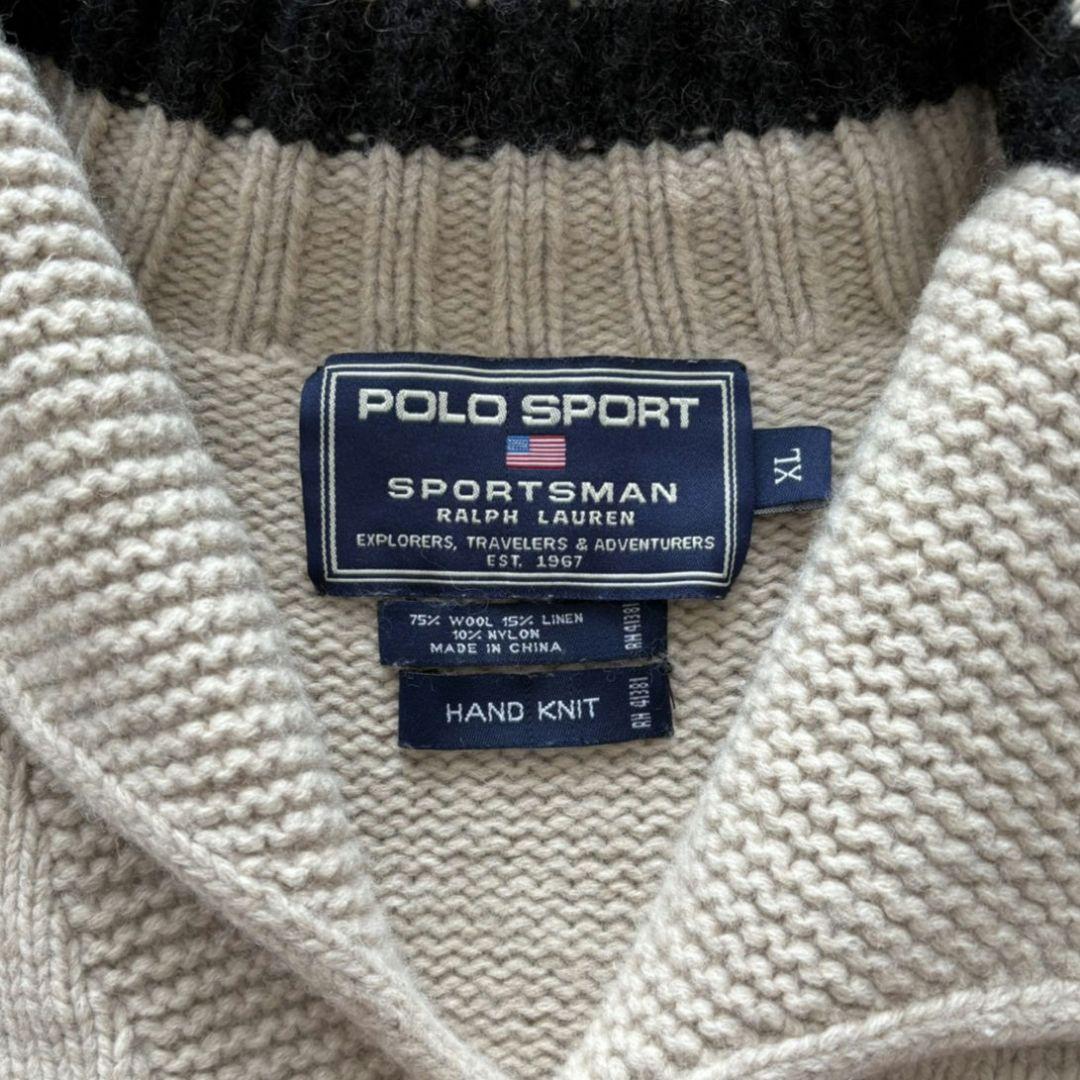 POLO SPORT
SPORTSMAN
RALPH LAUREN
EXPLORERS, TRAVELERS & ADVENTURERS
EST. 1967
XL
75% WOOL 15% LINEN
10% NYLON
MADE IN CHINA
RN 41381
HAND KNIT
RN 41381